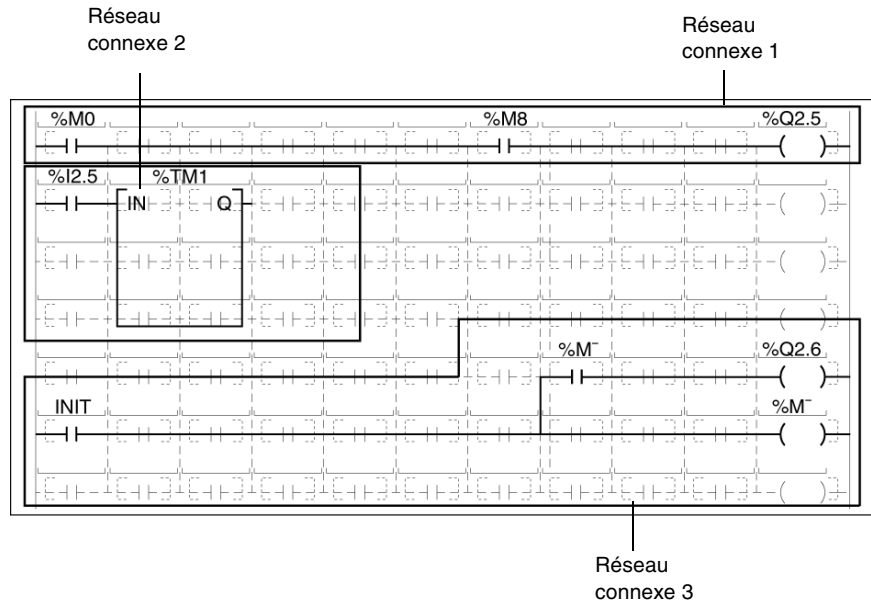 Réseau
connexe 2
Réseau
connexe 1
%M0 %M8 %Q2.5
%I2.5 %TM1
IN Q
%M¯ %Q2.6
INIT %M¯
Réseau
connexe 3